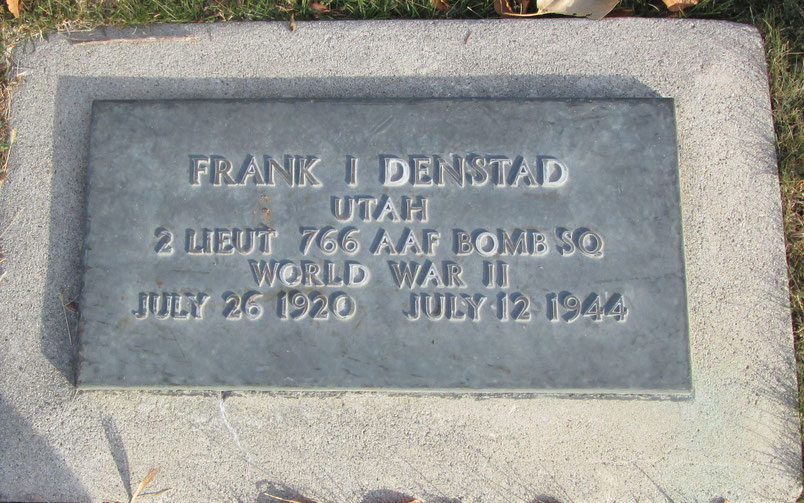 FRANK I DENSTAD
UTAH
2 LIEUT 766 AAF BOMB SQ
WORLD WAR II
JULY 26 1920 JULY 12 1944